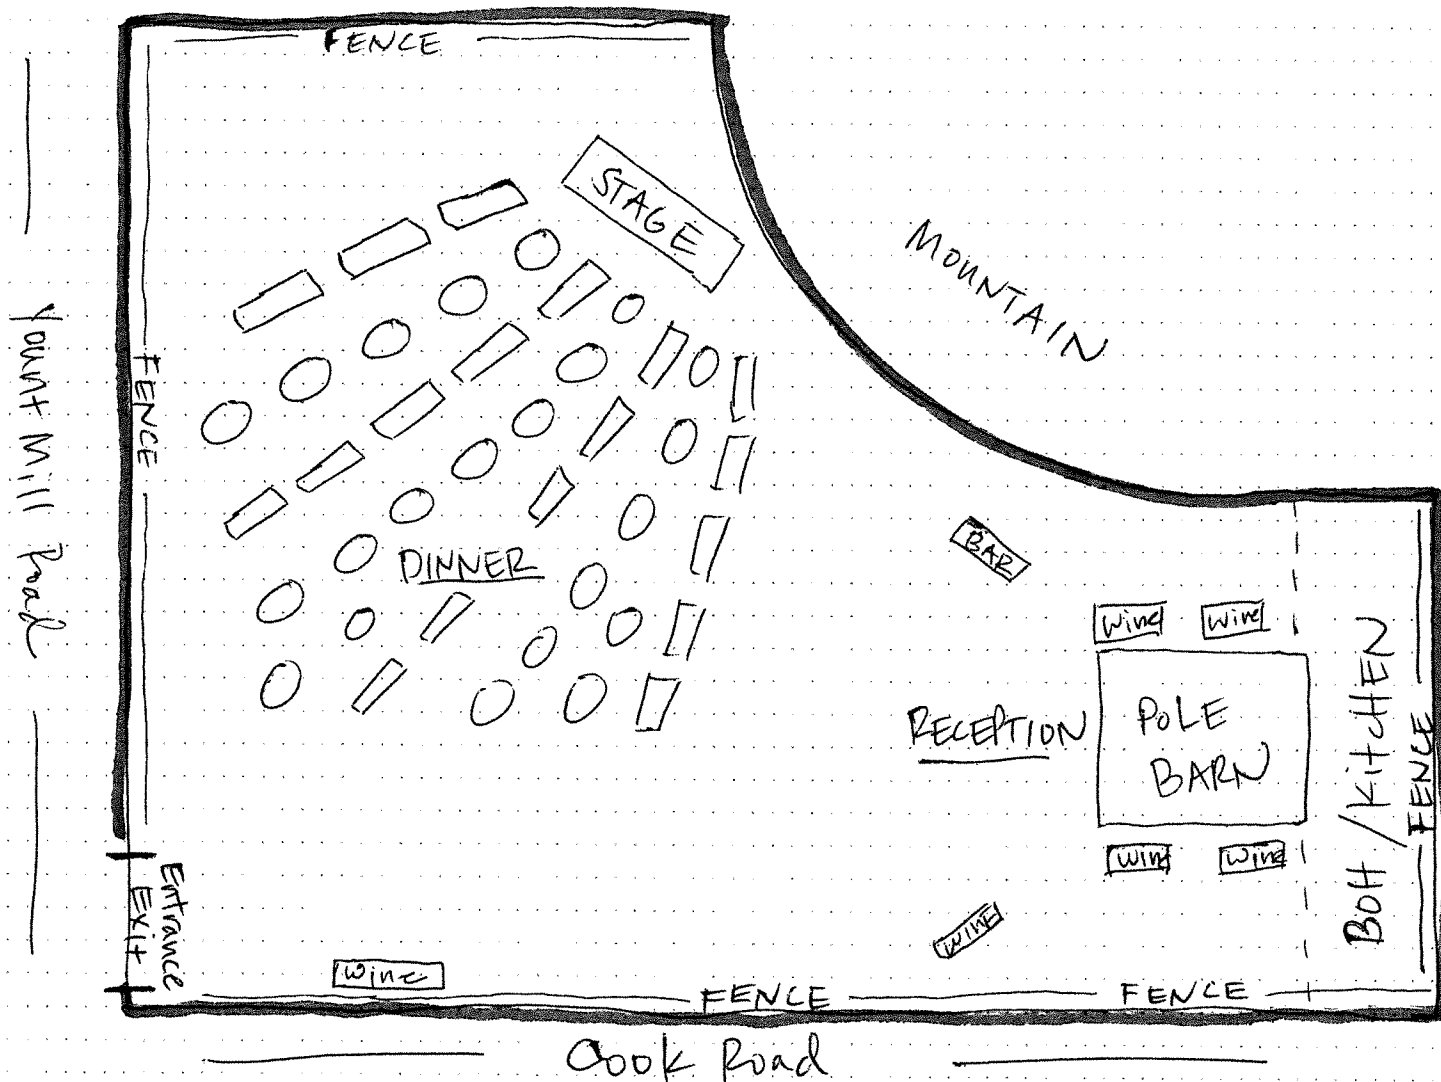 FENCE
STAGE
MOUNTAIN
Yount Mill Road
FENCE
DINNER
BAR
wine
wine
RECEPTION
POLE
BARN
BOH / KitCHEN
FENCE
wine
wine
Entrance
Exit
wine
wine
FENCE
FENCE
Cook Road